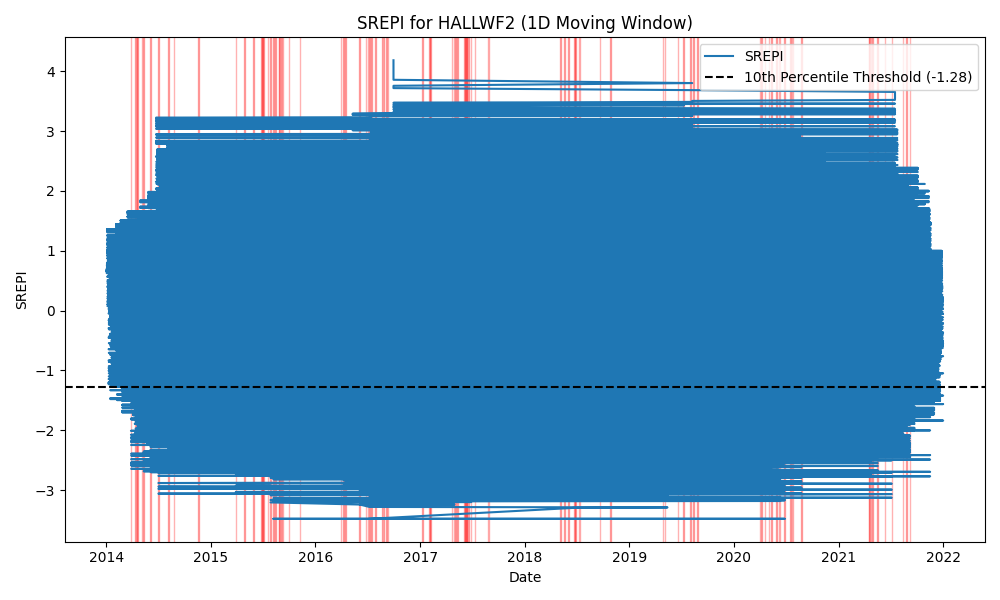 SREPI for HALLWF2 (1D Moving Window)
SREPI
10th Percentile Threshold (-1.28)
4
3
2
1
0
−1
−2
−3
SREPI
2014 2015 2016 2017 2018 2019 2020 2021 2022
Date